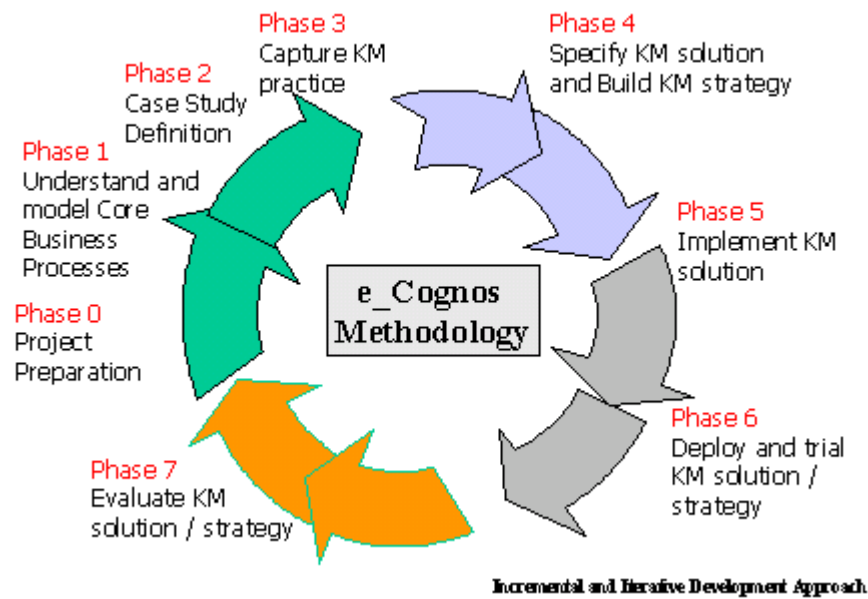 Phase 3
Capture KM
practice
Phase 4
Specify KM solution
and Build KM strategy
Phase 2
Case Study
Definition
Phase 1
Understand and
model Core
Business
Processes
Phase 5
Implement KM
solution
e_Cognos
Methodology
Phase 0
Project
Preparation
Phase 6
Deploy and trial
KM solution /
strategy
Phase 7
Evaluate KM
solution / strategy
Incremental and Iterative Development Approach